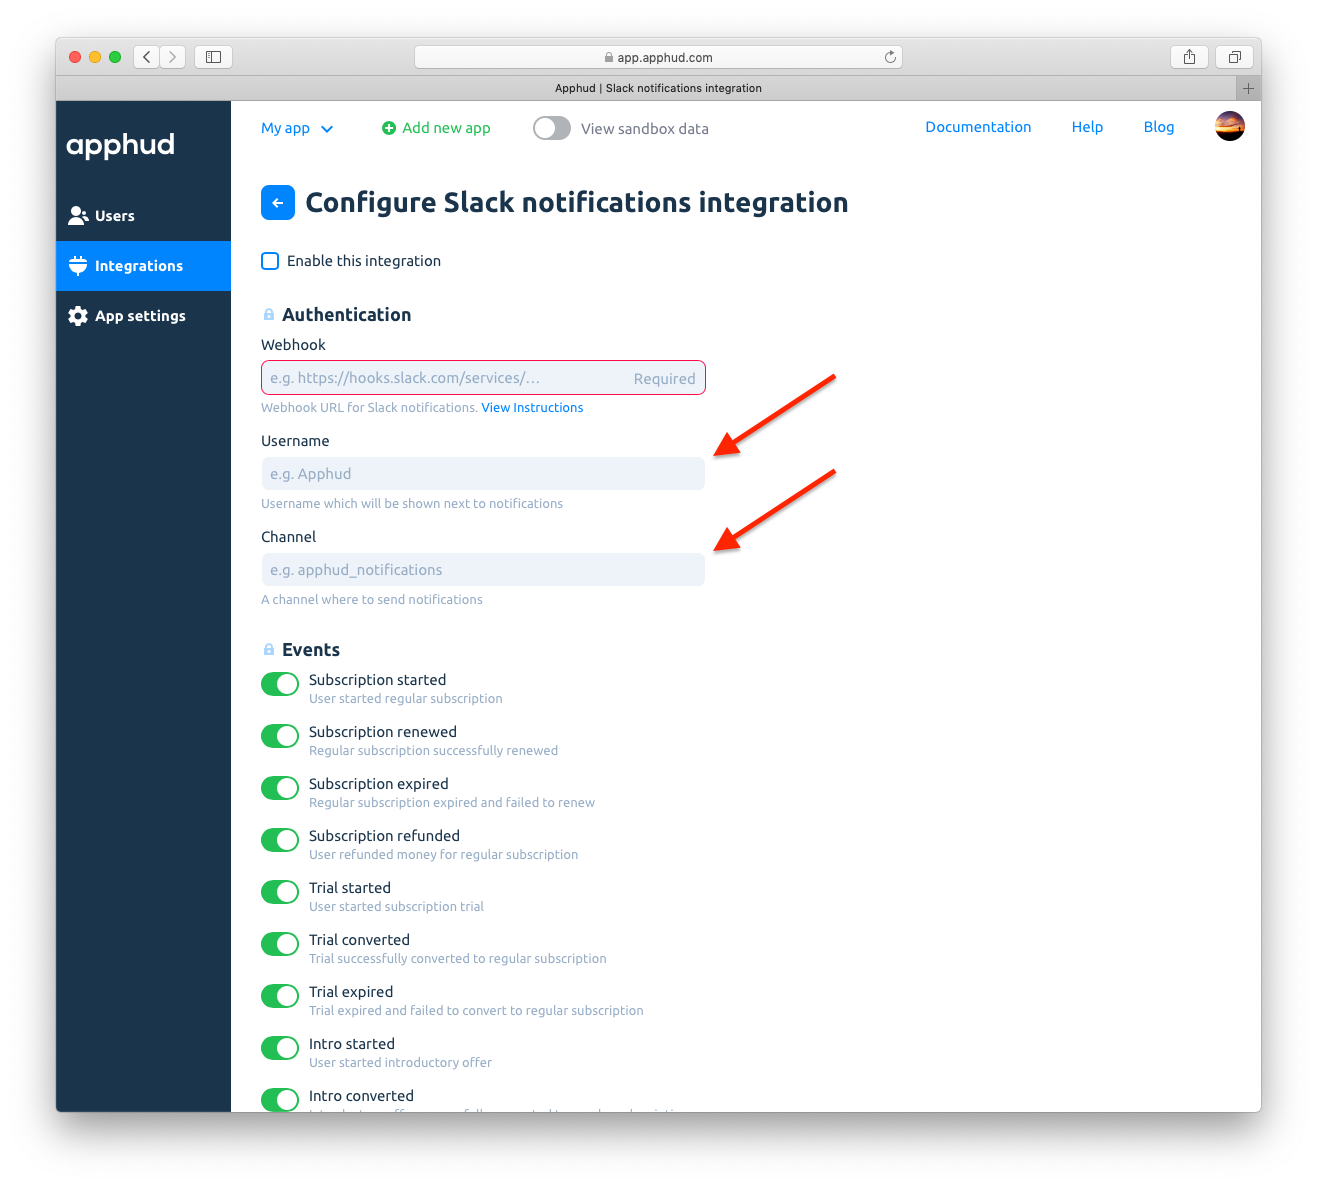 app.apphud.com
Apphud | Slack notifications integration
apphud
My app
Add new app
View sandbox data
Documentation
Help
Blog
Users
Integrations
App settings
Configure Slack notifications integration
Enable this integration
Authentication
Webhook
e.g. https://hooks.slack.com/services/... Required
Webhook URL for Slack notifications. View Instructions
Username
e.g. Apphud
Username which will be shown next to notifications
Channel
e.g. apphud_notifications
A channel where to send notifications
Events
Subscription started
User started regular subscription
Subscription renewed
Regular subscription successfully renewed
Subscription expired
Regular subscription expired and failed to renew
Subscription refunded
User refunded money for regular subscription
Trial started
User started subscription trial
Trial converted
Trial successfully converted to regular subscription
Trial expired
Trial expired and failed to convert to regular subscription
Intro started
User started introductory offer
Intro converted